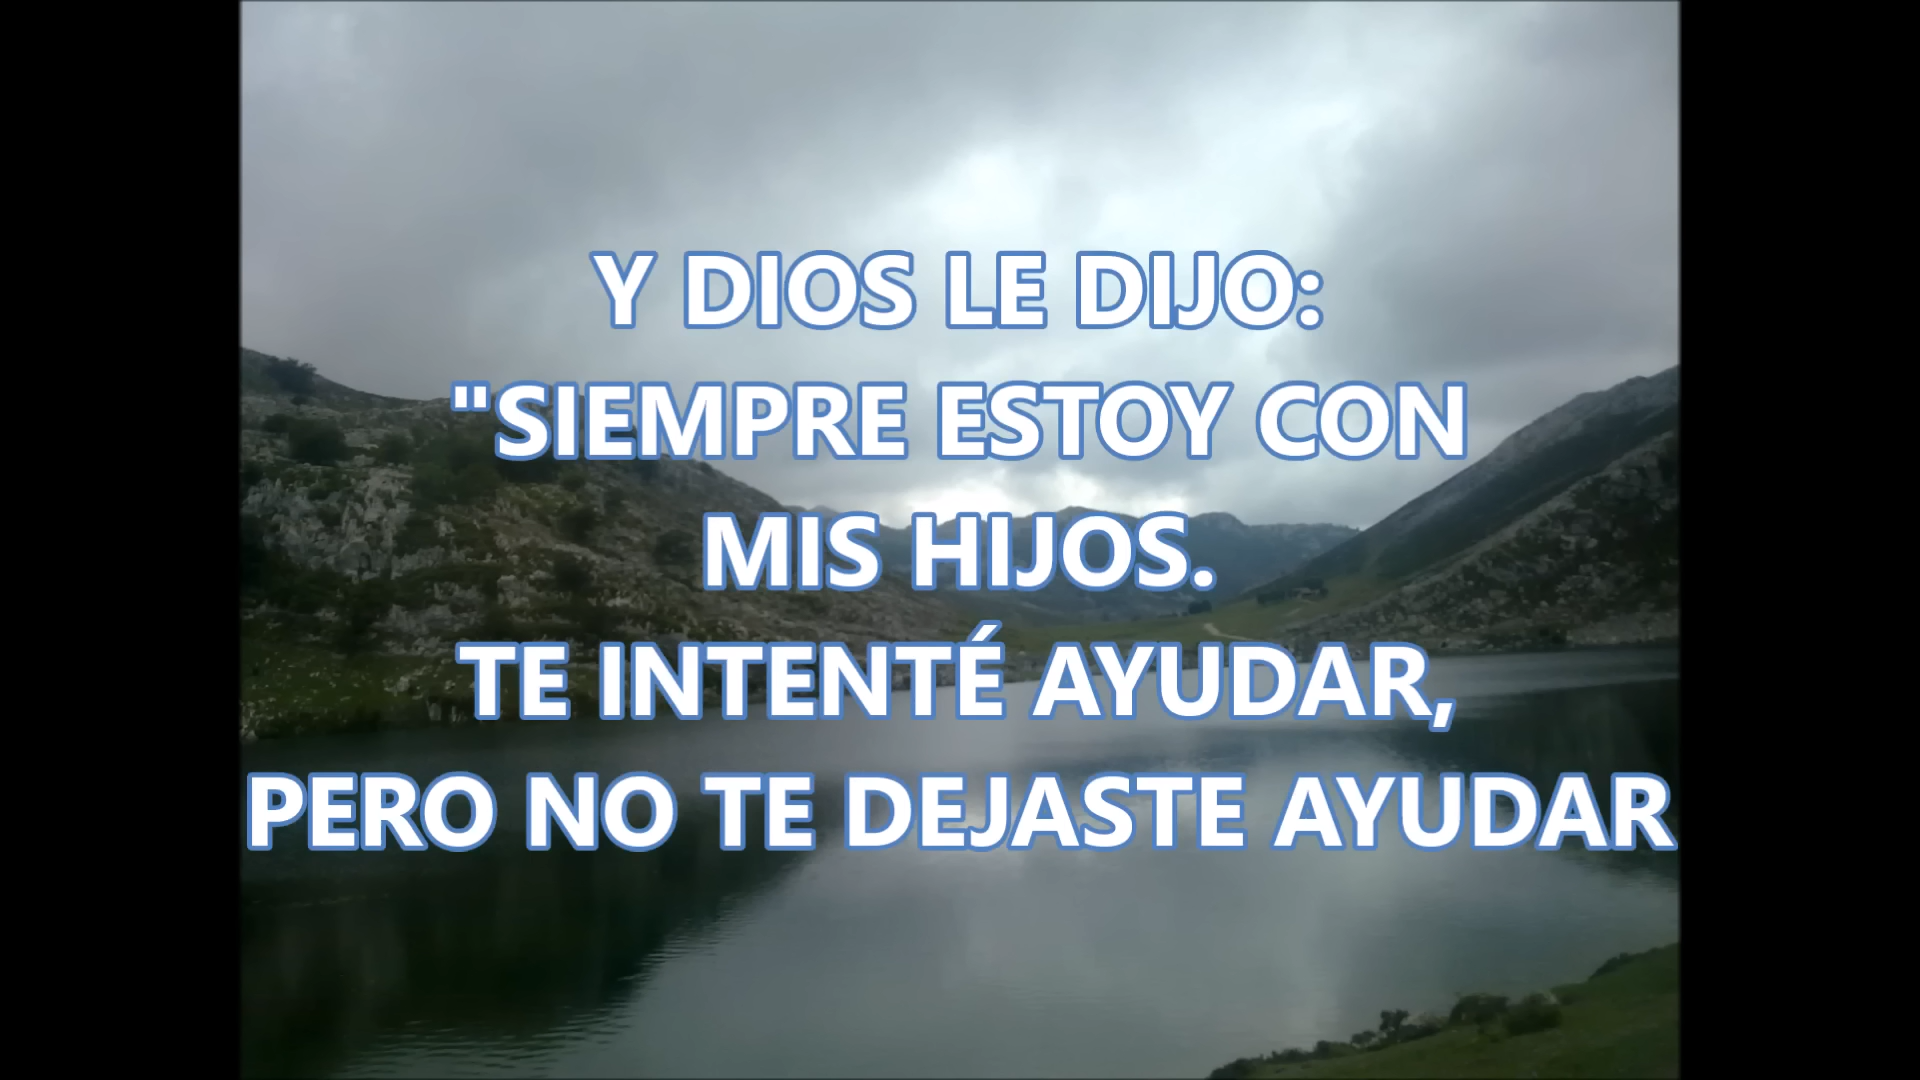 Y DIOS LE DIJO:
"SIEMPRE ESTOY CON
MIS HIJOS.
TE INTENTÉ AYUDAR,
PERO NO TE DEJASTE AYUDAR